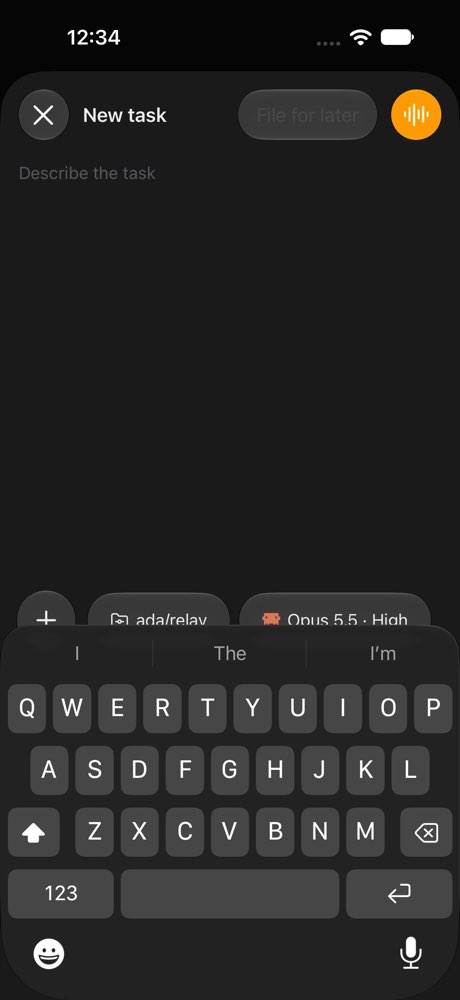 12:34
New task
File for later
Describe the task
ada/relay
Opus 5.5 · High
I The I’m
Q W E R T Y U I O P
A S D F G H J K L
Z X C V B N M
123